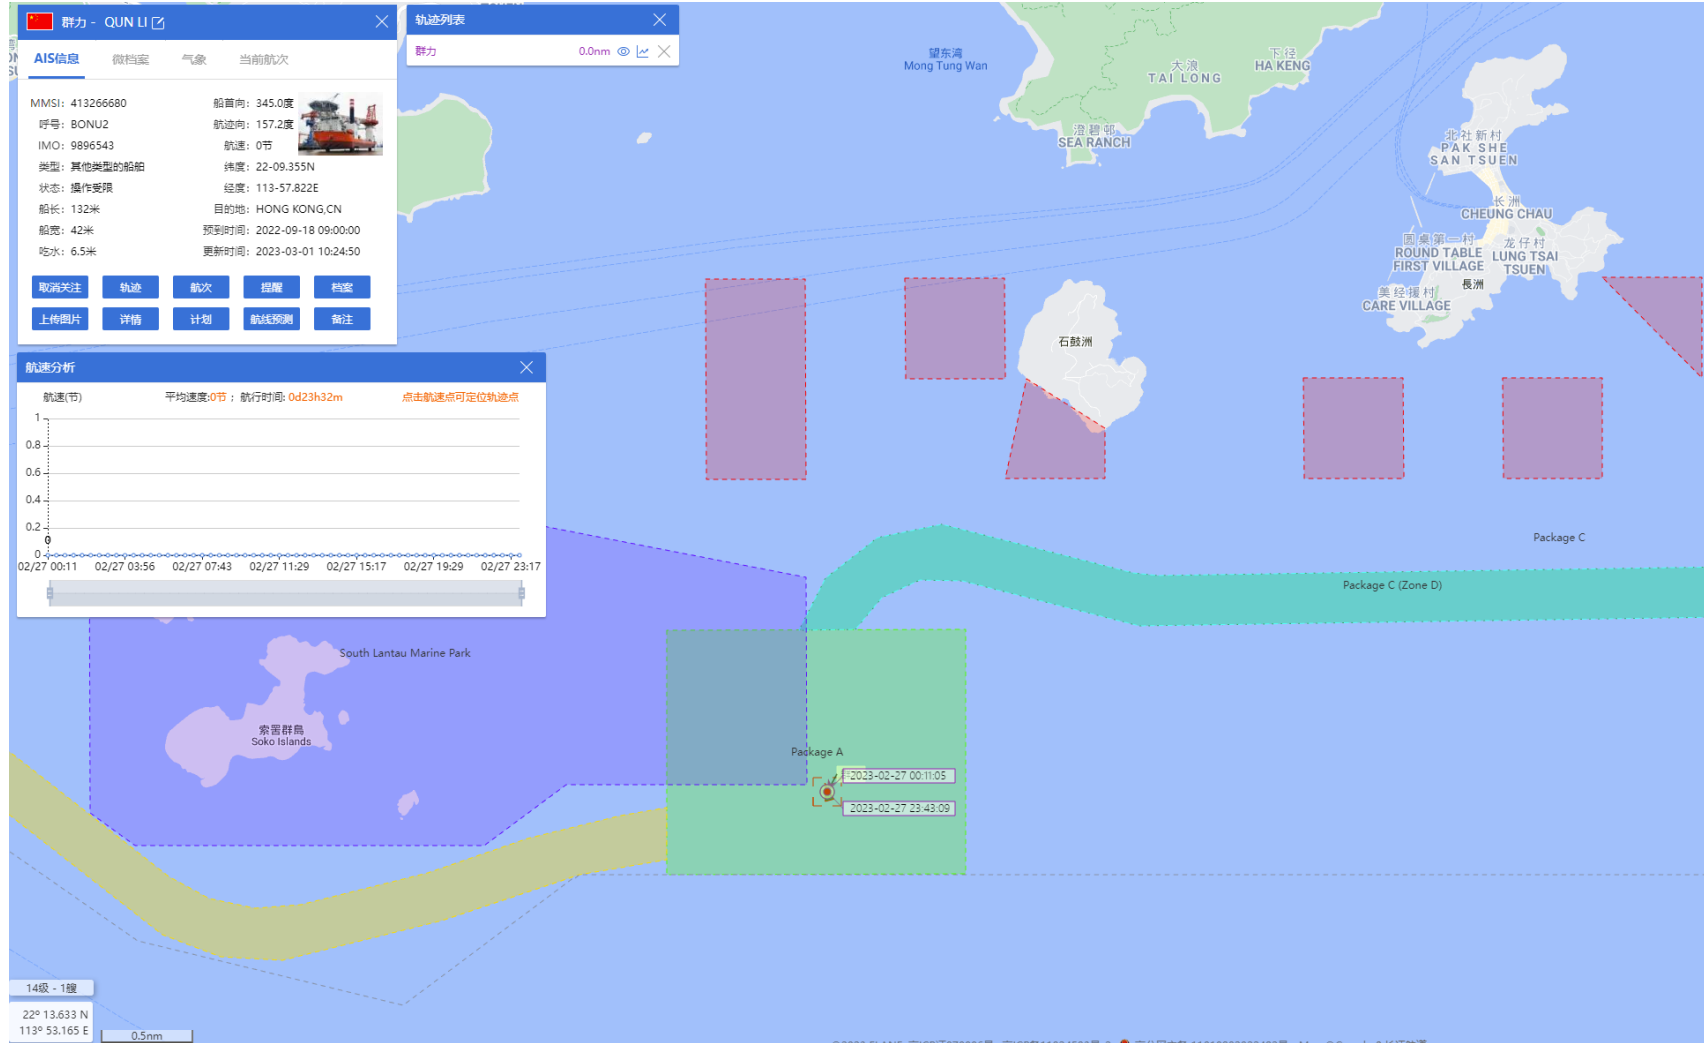 群力 - QUN LI
AIS信息 微档案 气象 当前航次
MMSI: 413266680 船首向: 345.0度
呼号: BONU2 航迹向: 157.2度
IMO: 9896543 航速: 0节
类型: 其他类型的船舶 纬度: 22-09.355N
状态: 操作受限 经度: 113-57.822E
船长: 132米 目的地: HONG KONG,CN
船宽: 42米 预到时间: 2022-09-18 09:00:00
吃水: 6.5米 更新时间: 2023-03-01 10:24:50
取消关注 轨迹 航次 提醒 档案
上传图片 详情 计划 航线预测 备注
轨迹列表
群力 0.0nm
航速分析
航速(节) 平均速度:0节 ; 航行时间: 0d23h32m 点击航速点可定位轨迹点
1
0.8
0.6
0.4
0.2
0
0
02/27 00:11 02/27 03:56 02/27 07:43 02/27 11:29 02/27 15:17 02/27 19:29 02/27 23:17
望东湾
Mong Tung Wan
大浪
TAI LONG
下径
HA KENG
澄碧邨
SEA RANCH
北社新村
PAK SHE
SAN TSUEN
长洲
CHEUNG CHAU
圆桌第一村
ROUND TABLE
FIRST VILLAGE
龙仔村
LUNG TSAI
TSUEN
長洲
美经援村
CARE VILLAGE
石鼓洲
Package C
Package C (Zone D)
South Lantau Marine Park
索罟群島
Soko Islands
Package A
2023-02-27 00:11:05
2023-02-27 23:43:09
14级 - 1艘
22º 13.633 N
113º 53.165 E
0.5nm